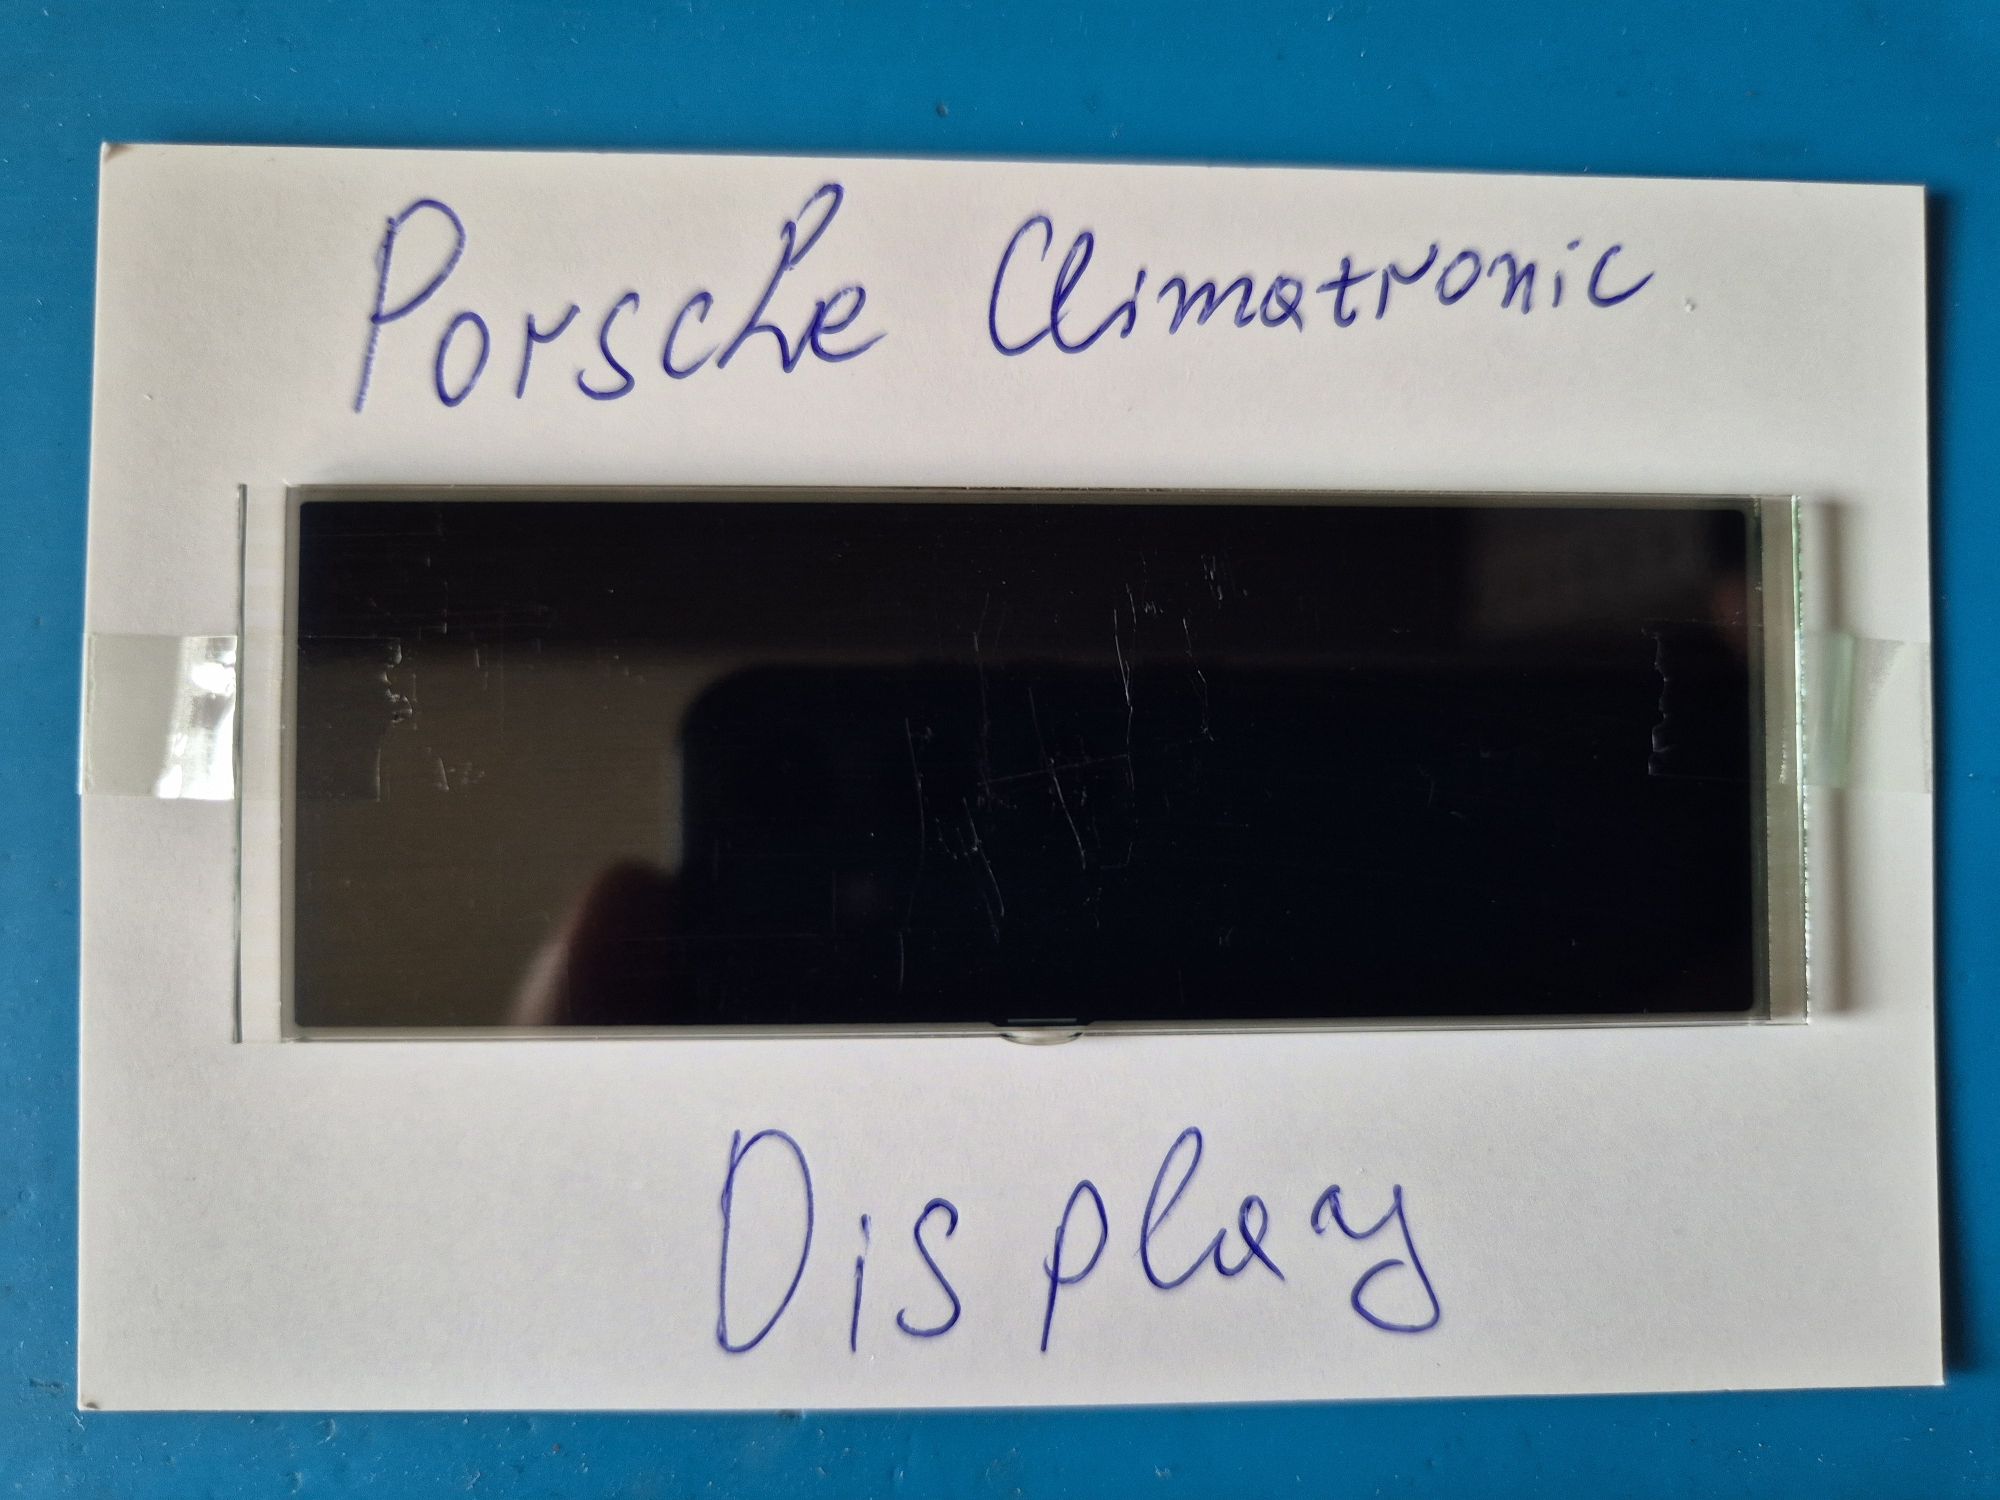 Porsche Climatronic
Display